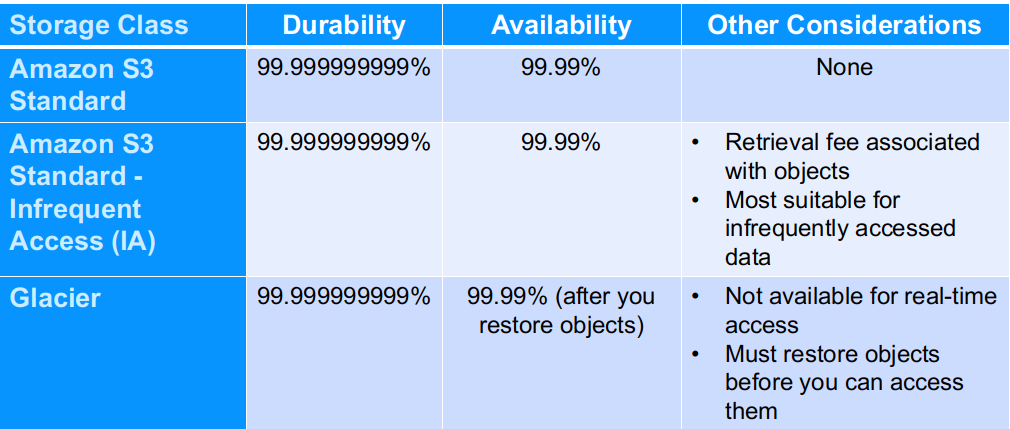 Storage Class Durability Availability Other Considerations
Amazon S3 99.999999999% 99.99% None
Standard
Amazon S3 99.999999999% 99.99% • Retrieval fee associated
Standard - with objects
Infrequent • Most suitable for
Access (IA) infrequently accessed
data
Glacier 99.999999999% 99.99% (after you • Not available for real-time
restore objects) access
• Must restore objects
before you can access
them